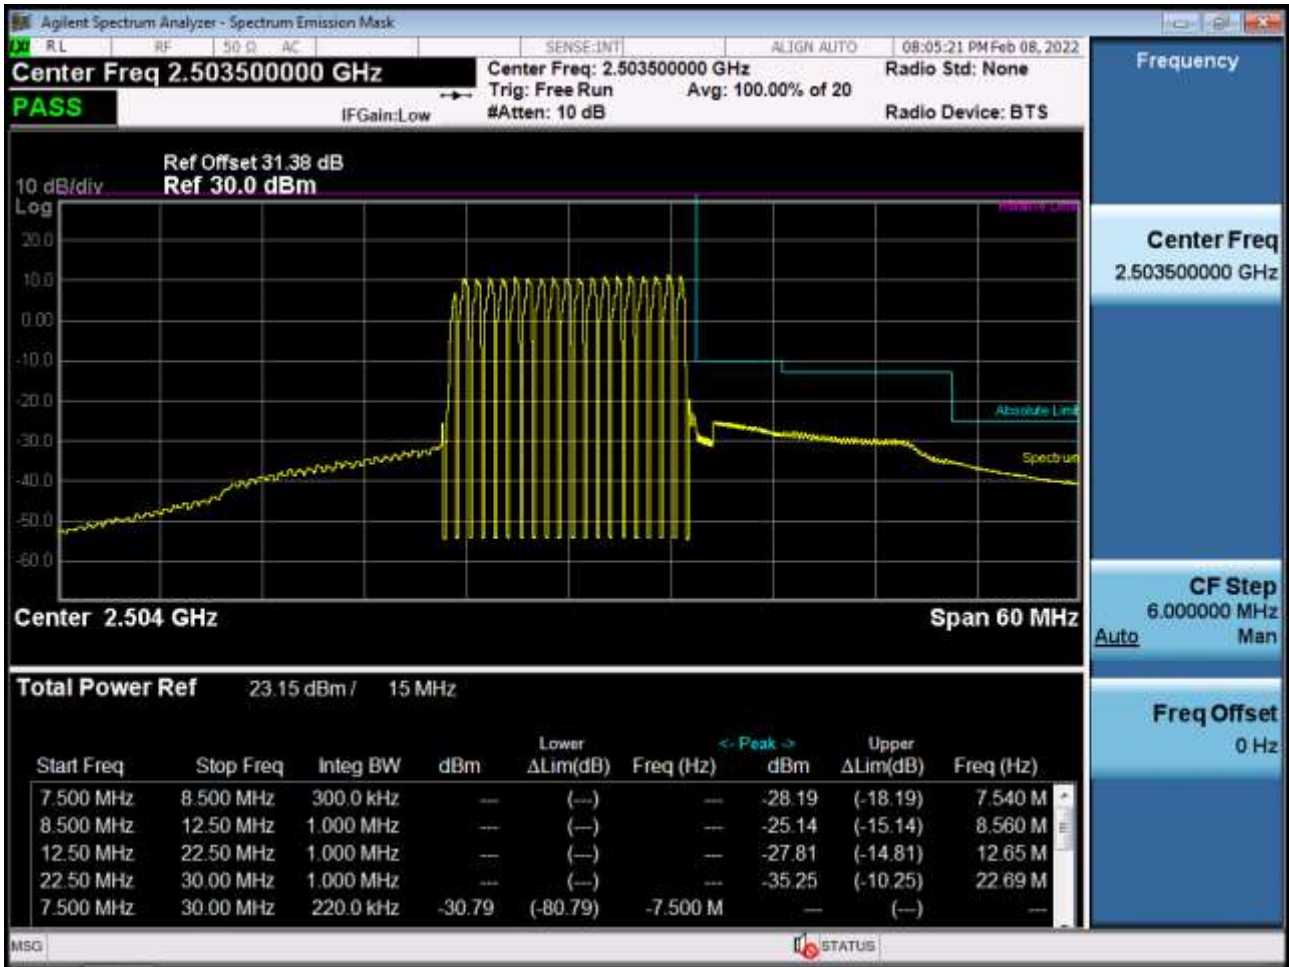 Agilent Spectrum Analyzer - Spectrum Emission Mask
RL RF 50 Ω AC SENSE:INT ALIGN AUTO 08:05:21 PM Feb 08, 2022
Center Freq 2.503500000 GHz
Center Freq: 2.503500000 GHz Radio Std: None
Trig: Free Run Avg: 100.00% of 20
PASS IFGain:Low #Atten: 10 dB Radio Device: BTS
Ref Offset 31.38 dB
10 dB/div Ref 30.0 dBm
Log
20.0
10.0
0.00
-10.0
-20.0
-30.0
-40.0
-50.0
-60.0
Absolute Limit
Spectrum
Center 2.504 GHz Span 60 MHz
Total Power Ref 23.15 dBm / 15 MHz
Lower <- Peak -> Upper
Start Freq Stop Freq Integ BW dBm ΔLim(dB) Freq (Hz) dBm ΔLim(dB) Freq (Hz)
7.500 MHz 8.500 MHz 300.0 kHz --- (---) --- -28.19 (-18.19) 7.540 M
8.500 MHz 12.50 MHz 1.000 MHz --- (---) --- -25.14 (-15.14) 8.560 M
12.50 MHz 22.50 MHz 1.000 MHz --- (---) --- -27.81 (-14.81) 12.65 M
22.50 MHz 30.00 MHz 1.000 MHz --- (---) --- -35.25 (-10.25) 22.69 M
7.500 MHz 30.00 MHz 220.0 kHz -30.79 (-80.79) -7.500 M --- (---) ---
MSG STATUS
Frequency
Center Freq
2.503500000 GHz
CF Step
6.000000 MHz
Auto Man
Freq Offset
0 Hz